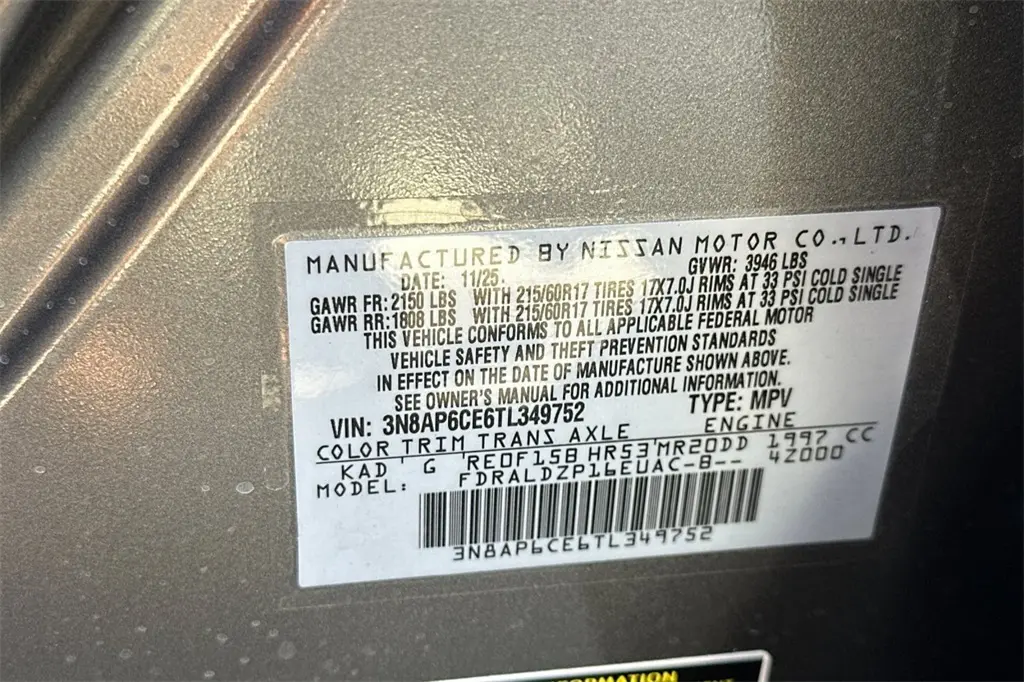 MANUFACTURED BY NISSAN MOTOR CO.,LTD.
DATE: 11/25. GVWR: 3946 LBS
GAWR FR: 2150 LBS WITH 215/60R17 TIRES 17X7.0J RIMS AT 33 PSI COLD SINGLE
GAWR RR: 1808 LBS WITH 215/60R17 TIRES 17X7.0J RIMS AT 33 PSI COLD SINGLE
THIS VEHICLE CONFORMS TO ALL APPLICABLE FEDERAL MOTOR
VEHICLE SAFETY AND THEFT PREVENTION STANDARDS
IN EFFECT ON THE DATE OF MANUFACTURE SHOWN ABOVE.
SEE OWNER'S MANUAL FOR ADDITIONAL INFORMATION.
VIN: 3N8AP6CE6TL349752 TYPE: MPV
COLOR TRIM TRANS AXLE ENGINE
KAD G RE0F15B HR53 MR20DD 1997 CC
MODEL: FDRALDZP16EUAC-B-- 4Z000
3N8AP6CE6TL349752